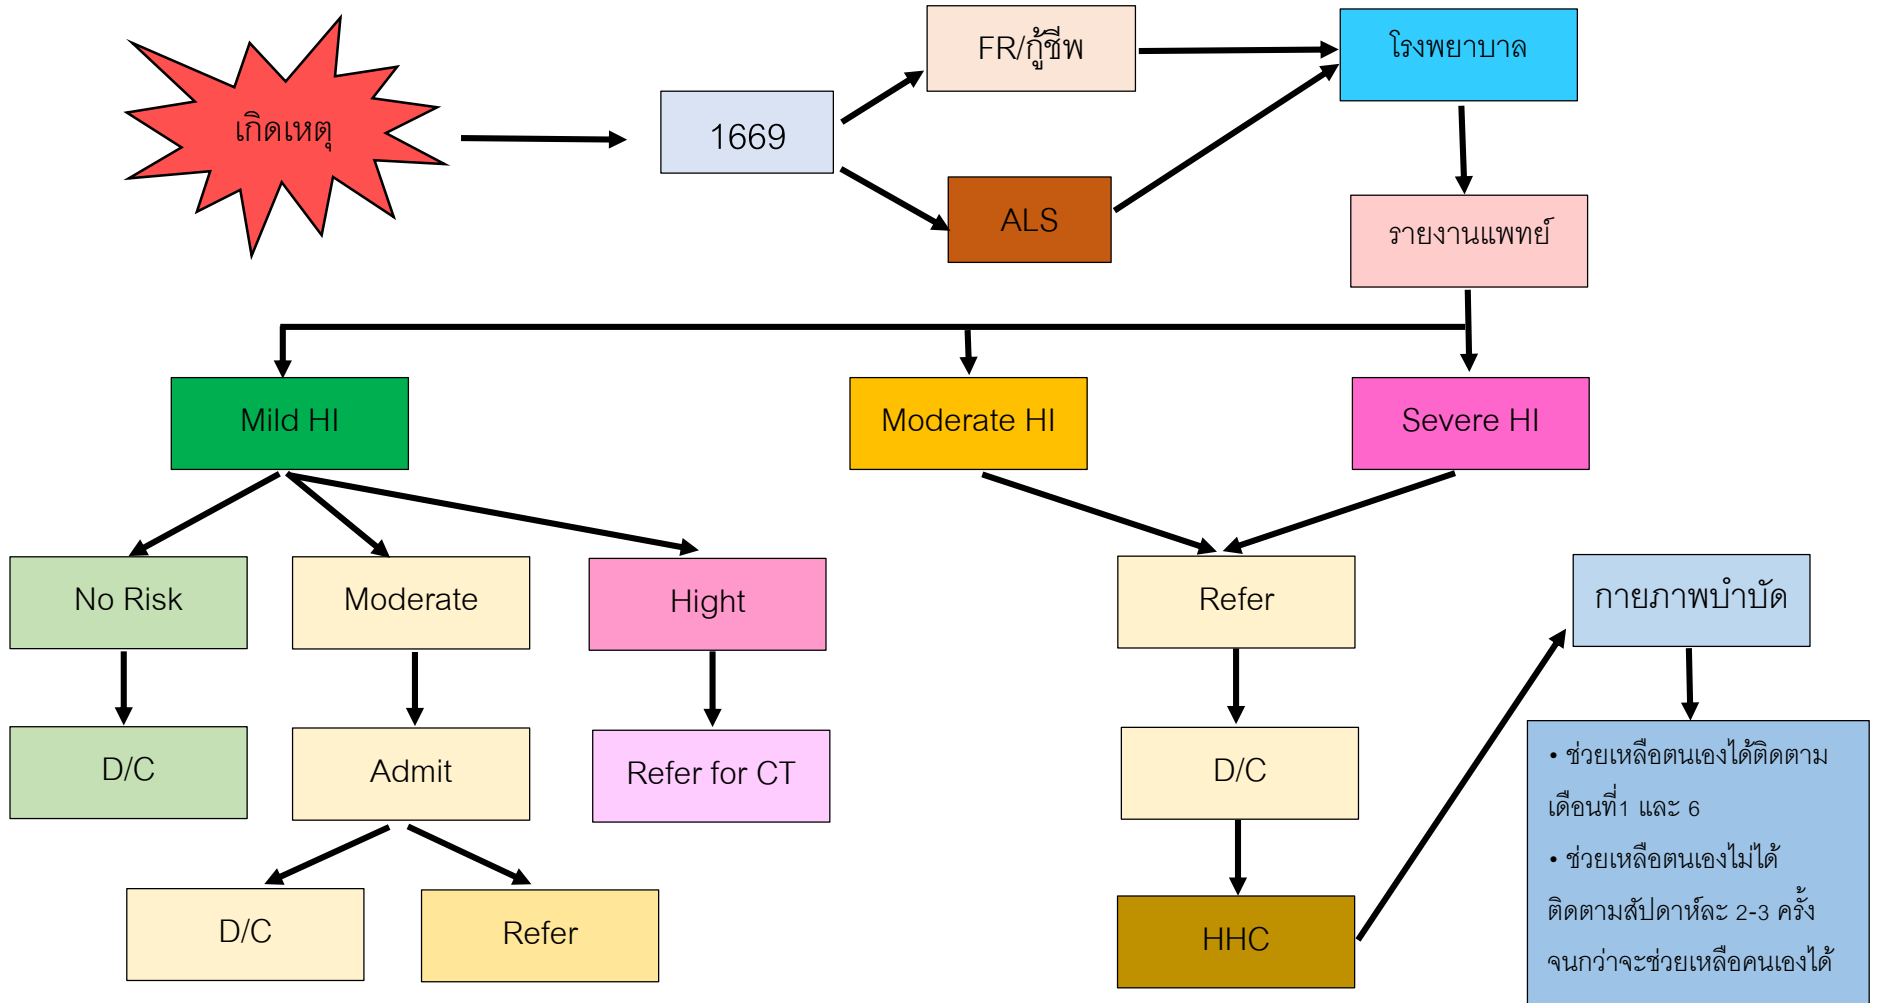 เกิดเหตุ
1669
FR/กู้ชีพ
ALS
โรงพยาบาล
รายงานแพทย์
Mild HI
Moderate HI
Severe HI
No Risk
Moderate
Hight
Refer
กายภาพบำบัด
D/C
Admit
Refer for CT
D/C
D/C
Refer
HHC
• ช่วยเหลือตนเองได้ติดตาม
เดือนที่1 และ 6
• ช่วยเหลือตนเองไม่ได้
ติดตามสัปดาห์ละ 2-3 ครั้ง
จนกว่าจะช่วยเหลือคนเองได้